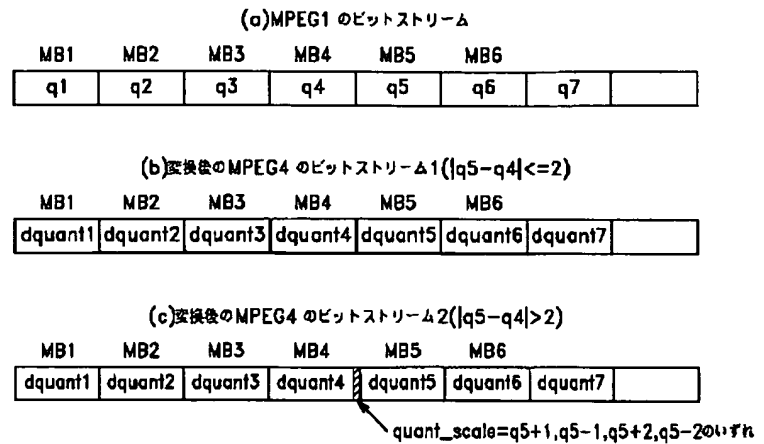 (a)MPEG1 のビットストリーム
MB1 MB2 MB3 MB4 MB5 MB6
q1 q2 q3 q4 q5 q6 q7
(b)変換後のMPEG4 のビットストリーム1(|q5-q4|<=2)
MB1 MB2 MB3 MB4 MB5 MB6
dquant1 dquant2 dquant3 dquant4 dquant5 dquant6 dquant7
(c)変換後のMPEG4 のビットストリーム2(|q5-q4|>2)
MB1 MB2 MB3 MB4 MB5 MB6
dquant1 dquant2 dquant3 dquant4 dquant5 dquant6 dquant7
quant_scale=q5+1,q5-1,q5+2,q5-2のいずれ